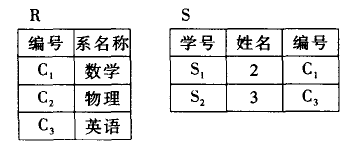 R
编号 系名称
C₁ 数学
C₂ 物理
C₃ 英语
S
学号 姓名 编号
S₁ 2 C₁
S₂ 3 C₃